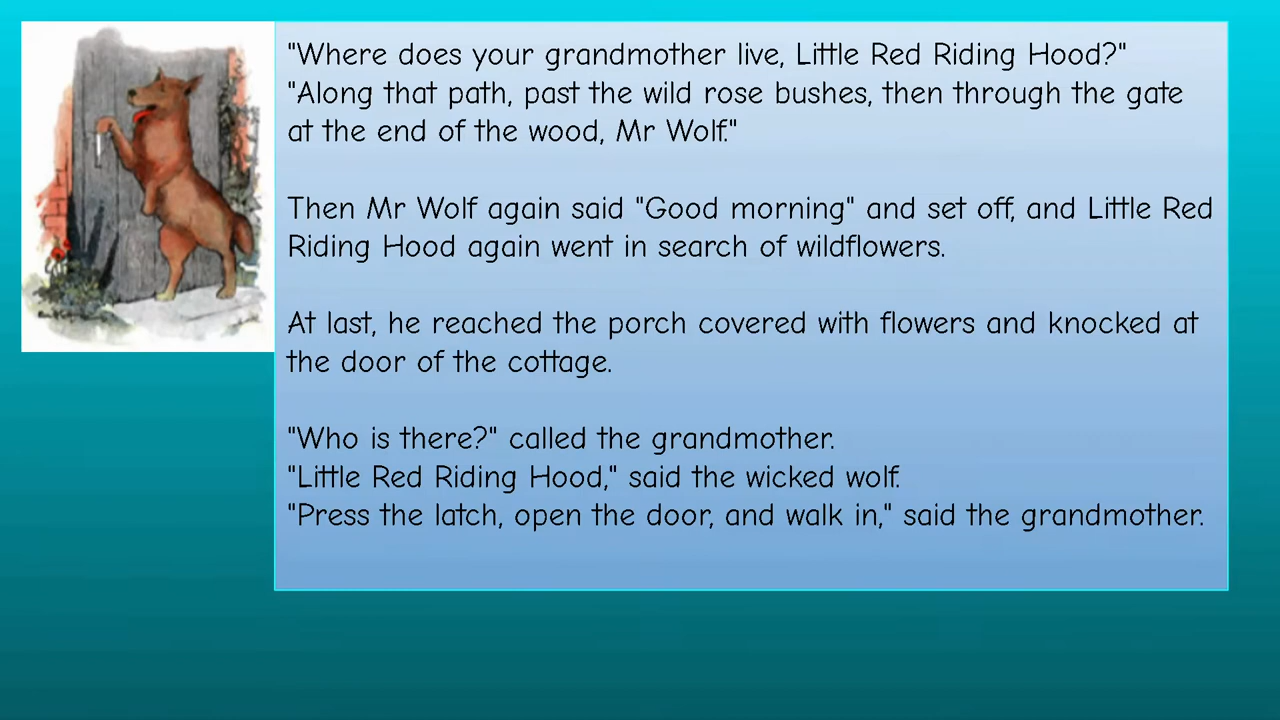 "Where does your grandmother live, Little Red Riding Hood?"
"Along that path, past the wild rose bushes, then through the gate
at the end of the wood, Mr Wolf."
Then Mr Wolf again said "Good morning" and set off, and Little Red
Riding Hood again went in search of wildflowers.
At last, he reached the porch covered with flowers and knocked at
the door of the cottage.
"Who is there?" called the grandmother.
"Little Red Riding Hood," said the wicked wolf.
"Press the latch, open the door, and walk in," said the grandmother.